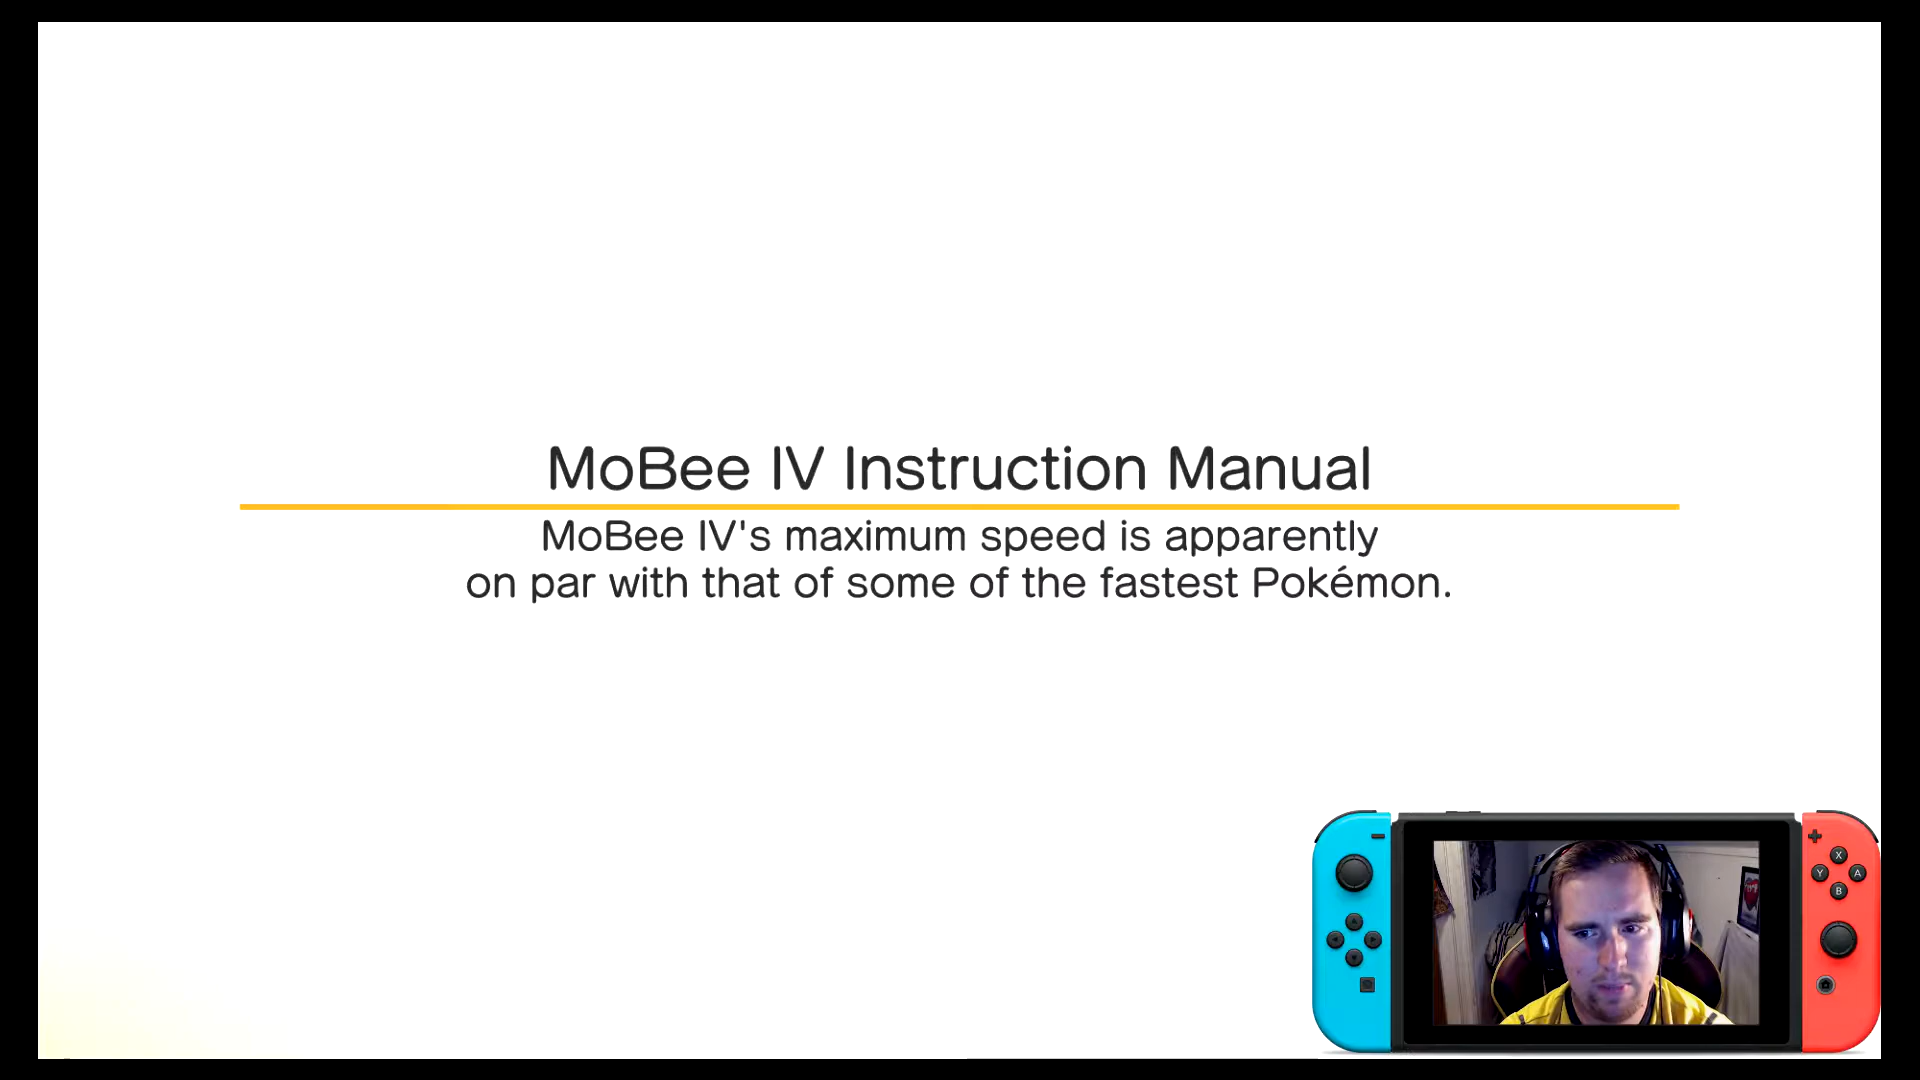 MoBee IV Instruction Manual
MoBee IV's maximum speed is apparently
on par with that of some of the fastest Pokémon.
X
Y
A
B